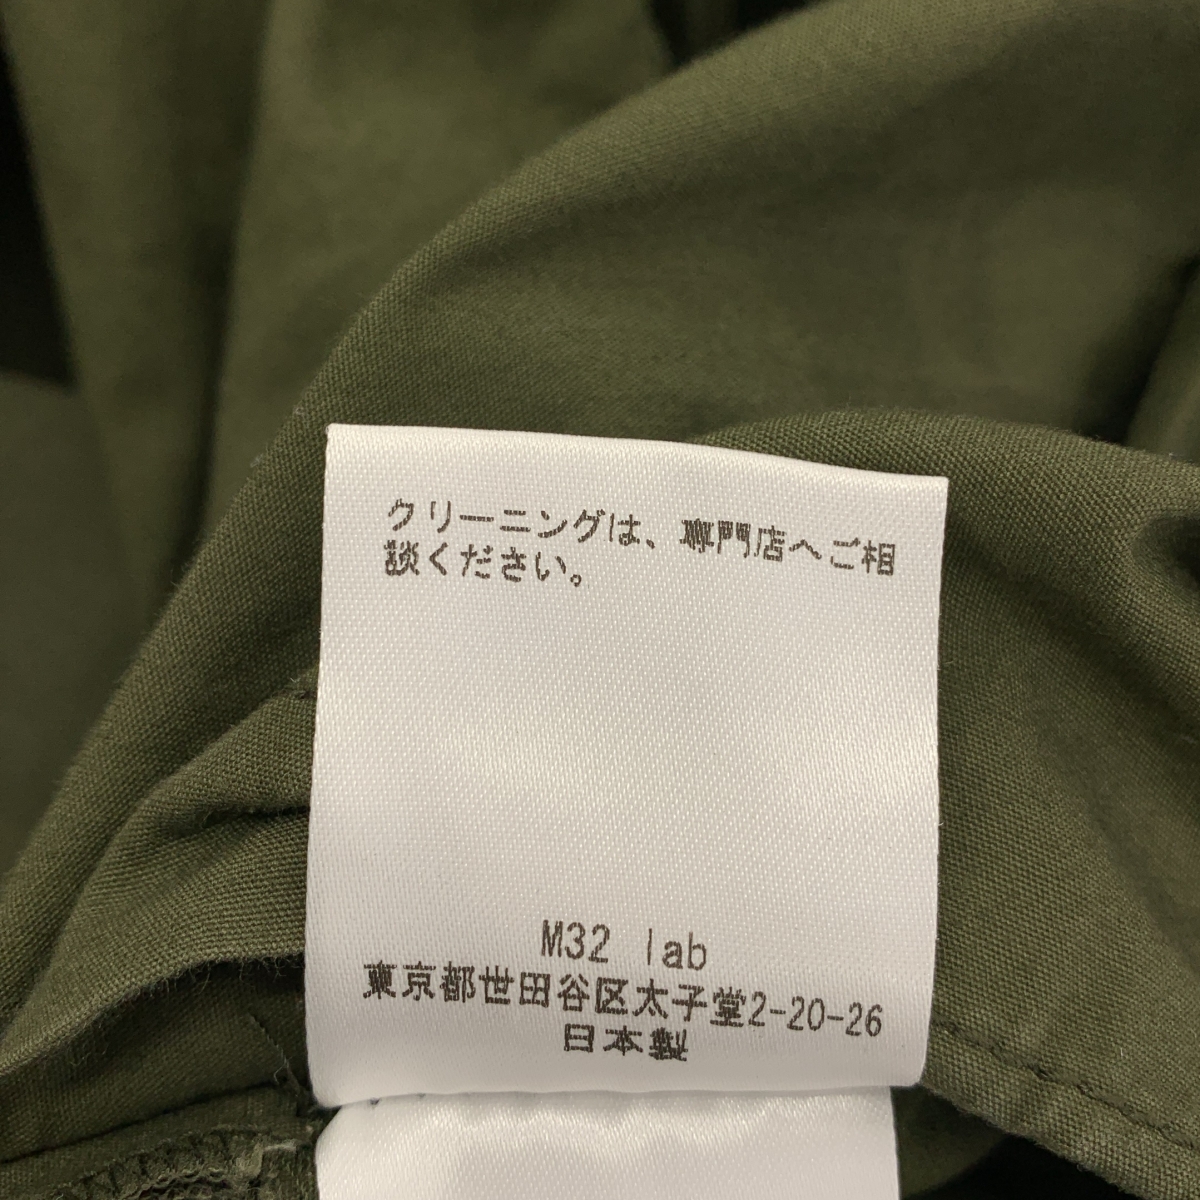 クリーニングは、専門店へご相
談ください。
M32 lab
東京都世田谷区太子堂2-20-26
日本製